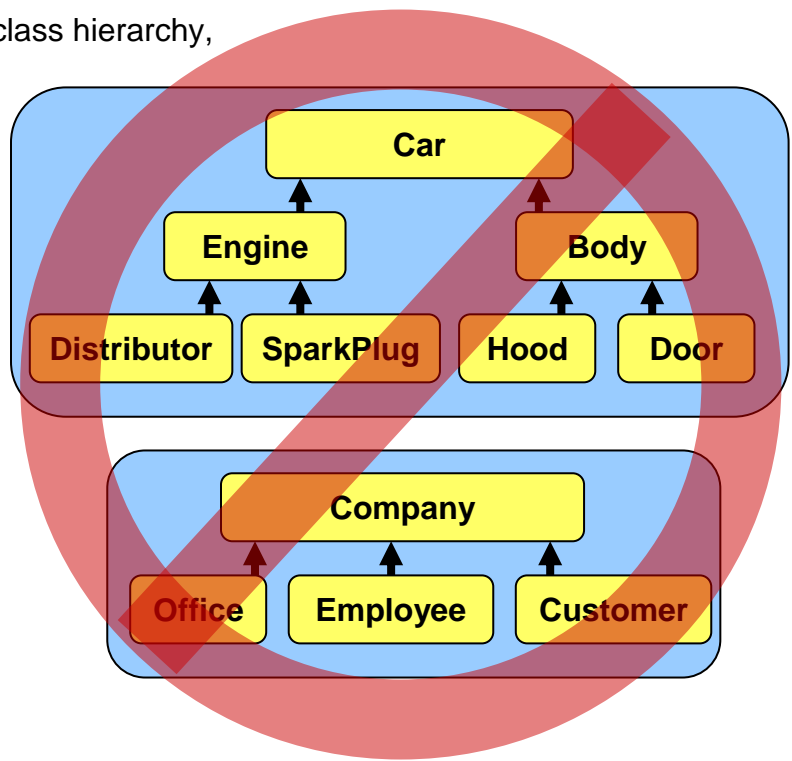 class hierarchy,
Car
Engine Body
Distributor SparkPlug Hood Door
Company
Office Employee Customer